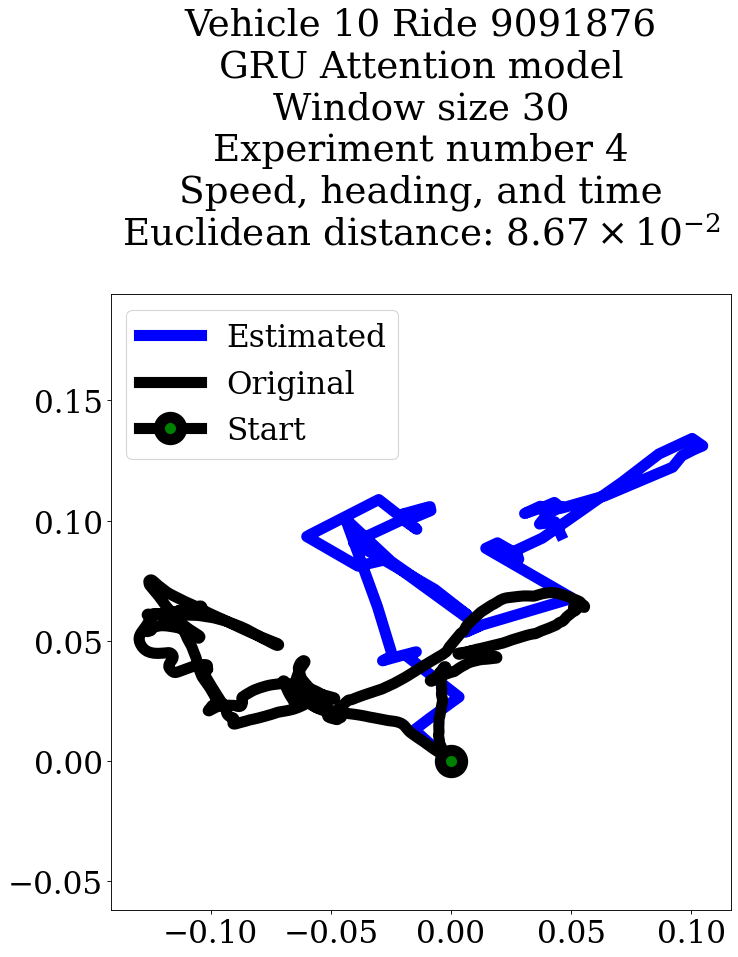 Vehicle 10 Ride 9091876
GRU Attention model
Window size 30
Experiment number 4
Speed, heading, and time
Euclidean distance: 8.67 × 10⁻²
Estimated
Original
Start
0.15
0.10
0.05
0.00
−0.05
−0.10 −0.05 0.00 0.05 0.10